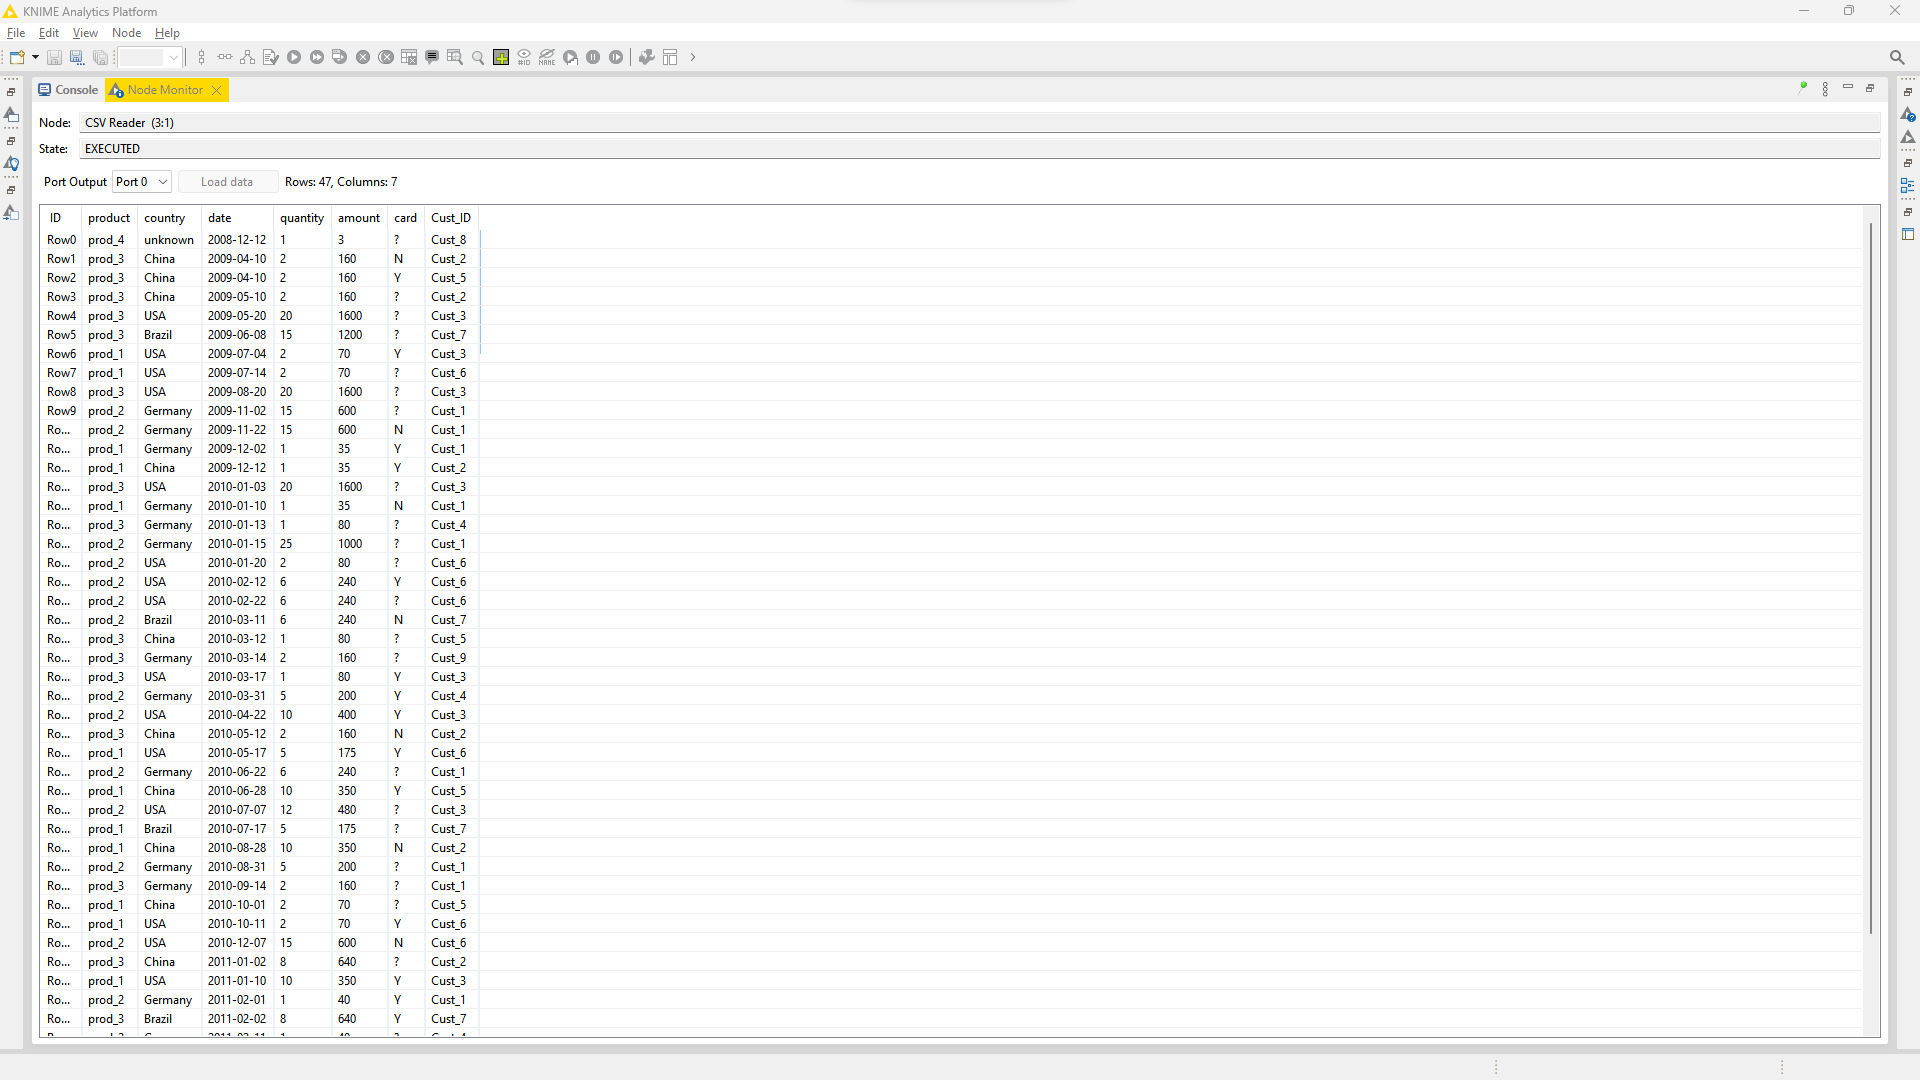 KNIME Analytics Platform
File Edit View Node Help
#ID NAME
Console Node Monitor
Node: CSV Reader (3:1)
State: EXECUTED
Port Output Port 0 Load data Rows: 47, Columns: 7
ID product country date quantity amount card Cust_ID
Row0 prod_4 unknown 2008-12-12 1 3 ? Cust_8
Row1 prod_3 China 2009-04-10 2 160 N Cust_2
Row2 prod_3 China 2009-04-10 2 160 Y Cust_5
Row3 prod_3 China 2009-05-10 2 160 ? Cust_2
Row4 prod_3 USA 2009-05-20 20 1600 ? Cust_3
Row5 prod_3 Brazil 2009-06-08 15 1200 ? Cust_7
Row6 prod_1 USA 2009-07-04 2 70 Y Cust_3
Row7 prod_1 USA 2009-07-14 2 70 ? Cust_6
Row8 prod_3 USA 2009-08-20 20 1600 ? Cust_3
Row9 prod_2 Germany 2009-11-02 15 600 ? Cust_1
Ro... prod_2 Germany 2009-11-22 15 600 N Cust_1
Ro... prod_1 Germany 2009-12-02 1 35 Y Cust_1
Ro... prod_1 China 2009-12-12 1 35 Y Cust_2
Ro... prod_3 USA 2010-01-03 20 1600 ? Cust_3
Ro... prod_1 Germany 2010-01-10 1 35 N Cust_1
Ro... prod_3 Germany 2010-01-13 1 80 ? Cust_4
Ro... prod_2 Germany 2010-01-15 25 1000 ? Cust_1
Ro... prod_2 USA 2010-01-20 2 80 ? Cust_6
Ro... prod_2 USA 2010-02-12 6 240 Y Cust_6
Ro... prod_2 USA 2010-02-22 6 240 ? Cust_6
Ro... prod_2 Brazil 2010-03-11 6 240 N Cust_7
Ro... prod_3 China 2010-03-12 1 80 ? Cust_5
Ro... prod_3 Germany 2010-03-14 2 160 ? Cust_9
Ro... prod_3 USA 2010-03-17 1 80 Y Cust_3
Ro... prod_2 Germany 2010-03-31 5 200 Y Cust_4
Ro... prod_2 USA 2010-04-22 10 400 Y Cust_3
Ro... prod_3 China 2010-05-12 2 160 N Cust_2
Ro... prod_1 USA 2010-05-17 5 175 Y Cust_6
Ro... prod_2 Germany 2010-06-22 6 240 ? Cust_1
Ro... prod_1 China 2010-06-28 10 350 Y Cust_5
Ro... prod_2 USA 2010-07-07 12 480 ? Cust_3
Ro... prod_1 Brazil 2010-07-17 5 175 ? Cust_7
Ro... prod_1 China 2010-08-28 10 350 N Cust_2
Ro... prod_2 Germany 2010-08-31 5 200 ? Cust_1
Ro... prod_3 Germany 2010-09-14 2 160 ? Cust_1
Ro... prod_1 China 2010-10-01 2 70 ? Cust_5
Ro... prod_1 USA 2010-10-11 2 70 Y Cust_6
Ro... prod_2 USA 2010-12-07 15 600 N Cust_6
Ro... prod_3 China 2011-01-02 8 640 ? Cust_2
Ro... prod_1 USA 2011-01-10 10 350 Y Cust_3
Ro... prod_2 Germany 2011-02-01 1 40 Y Cust_1
Ro... prod_3 Brazil 2011-02-02 8 640 Y Cust_7